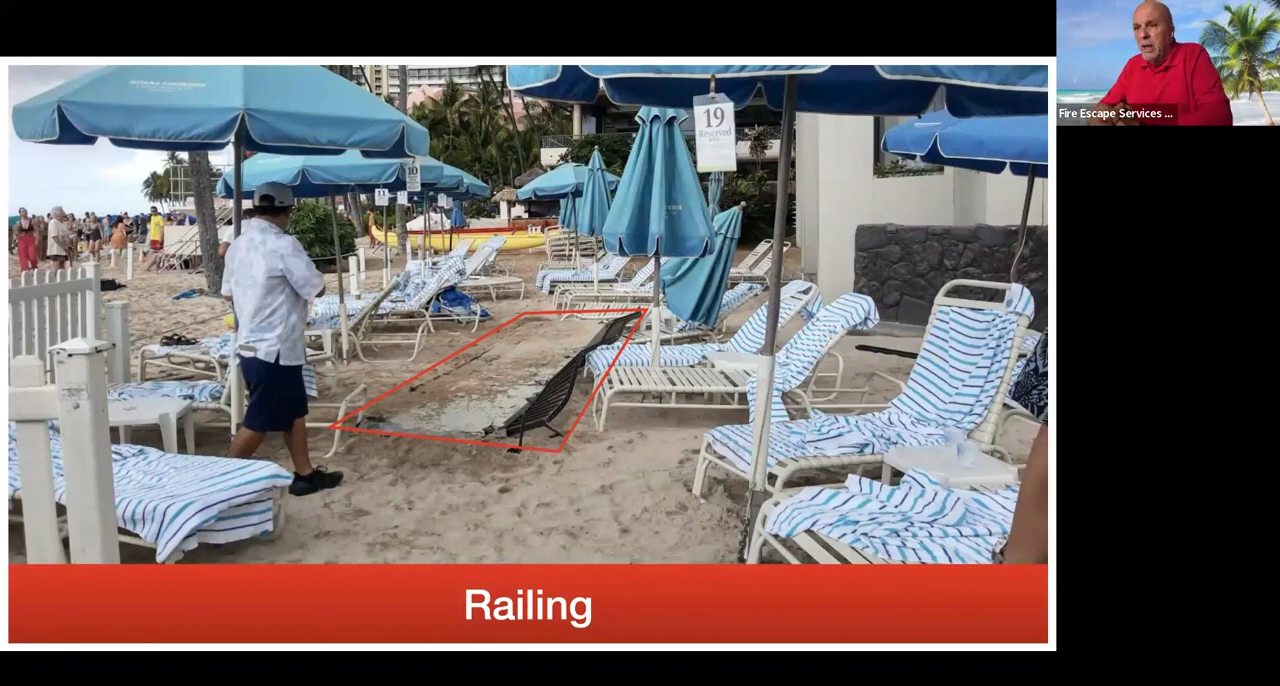 Fire Escape Services ...
19
Reserved
10
Railing